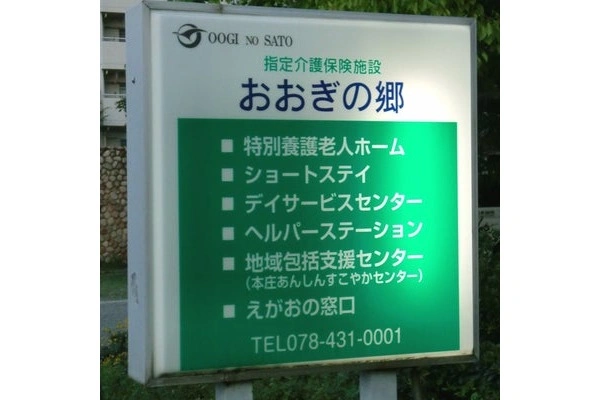 OOGI NO SATO
指定介護保険施設
おおぎの郷
■ 特別養護老人ホーム
■ ショートステイ
■ デイサービスセンター
■ ヘルパーステーション
■ 地域包括支援センター
(本庄あんしんすこやかセンター)
■ えがおの窓口
TEL078-431-0001